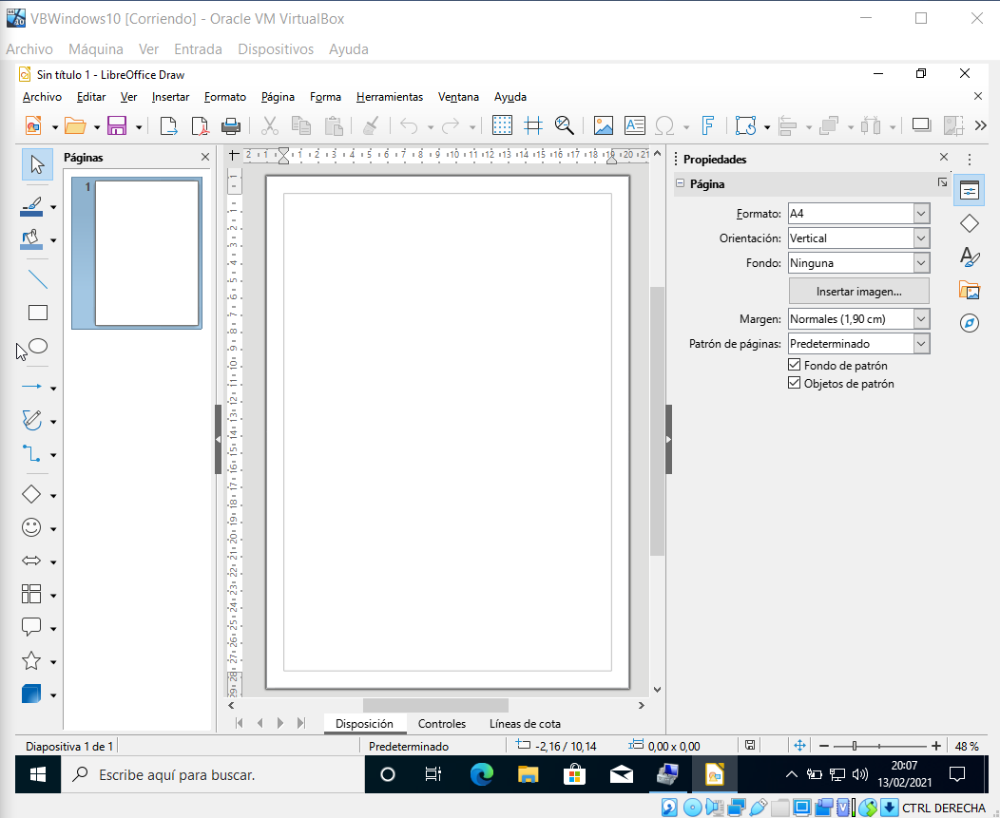 VBWindows10 [Corriendo] - Oracle VM VirtualBox
Archivo Máquina Ver Entrada Dispositivos Ayuda
Sin título 1 - LibreOffice Draw
Archivo Editar Ver Insertar Formato Página Forma Herramientas Ventana Ayuda
Páginas
1
Propiedades
Página
Formato: A4
Orientación: Vertical
Fondo: Ninguna
Insertar imagen...
Margen: Normales (1,90 cm)
Patrón de páginas: Predeterminado
Fondo de patrón
Objetos de patrón
Disposición Controles Líneas de cota
Diapositiva 1 de 1 Predeterminado -2,16 / 10,14 0,00 x 0,00 48 %
Escribe aquí para buscar.
20:07
13/02/2021
CTRL DERECHA